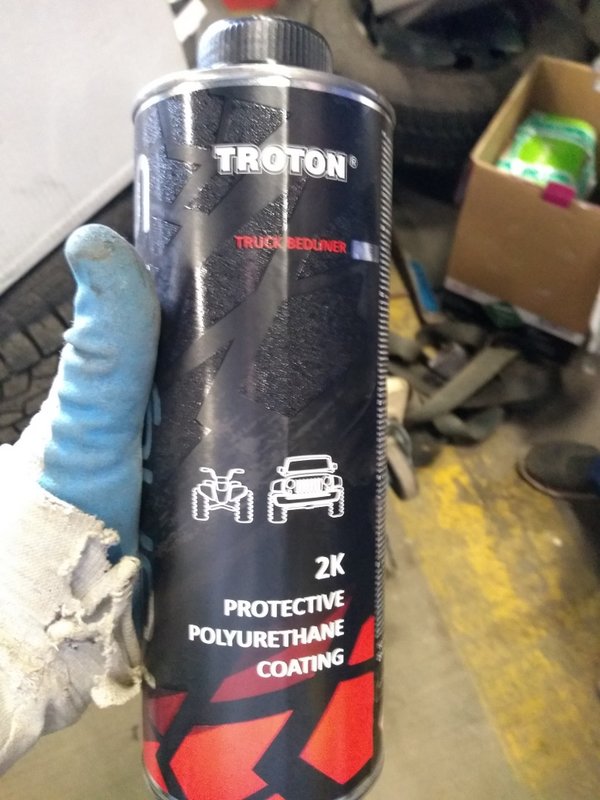 TROTON®
TRUCK BEDLINER
2K
PROTECTIVE
POLYURETHANE
COATING